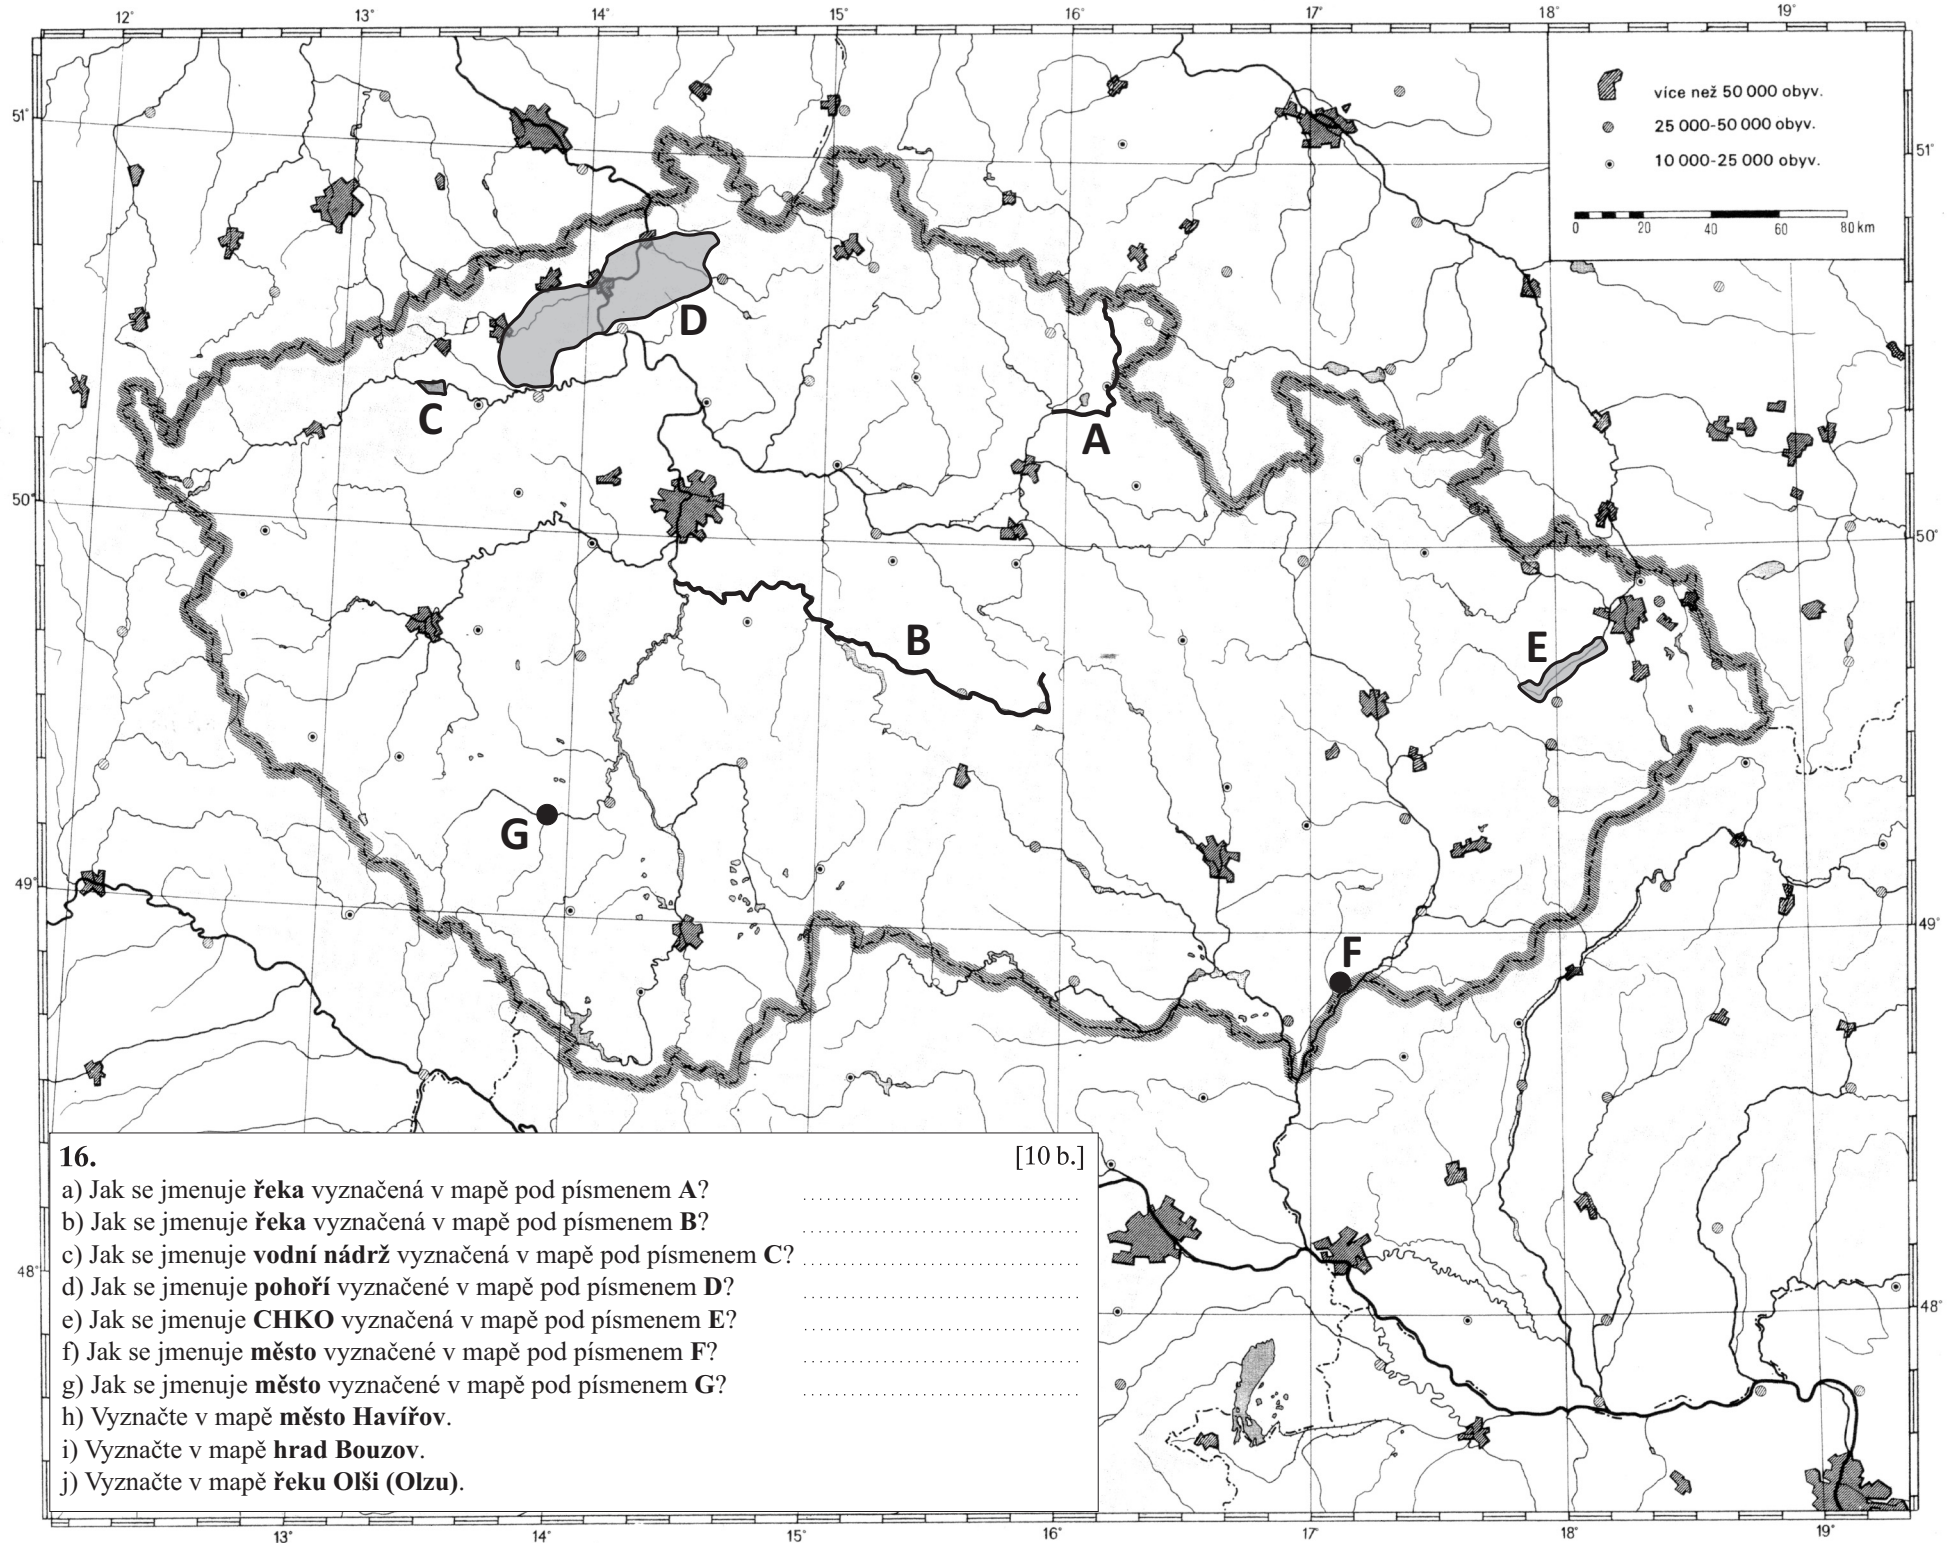 12° 13° 14° 15° 16° 17° 18° 19°
více než 50 000 obyv.
51°
25 000-50 000 obyv.
51°
10 000-25 000 obyv.
0 20 40 60 80 km
D
C
A
50°
50°
B
E
G
49°
49°
F
16. [10 b.]
a) Jak se jmenuje řeka vyznačená v mapě pod písmenem A? ........................................
b) Jak se jmenuje řeka vyznačená v mapě pod písmenem B? ........................................
c) Jak se jmenuje vodní nádrž vyznačená v mapě pod písmenem C? ........................................
d) Jak se jmenuje pohoří vyznačené v mapě pod písmenem D? ........................................
e) Jak se jmenuje CHKO vyznačená v mapě pod písmenem E? ........................................
f) Jak se jmenuje město vyznačené v mapě pod písmenem F? ........................................
g) Jak se jmenuje město vyznačené v mapě pod písmenem G? ........................................
h) Vyznačte v mapě město Havířov.
i) Vyznačte v mapě hrad Bouzov.
j) Vyznačte v mapě řeku Olši (Olzu).
48°
48°
13° 14° 15° 16° 17° 18° 19°